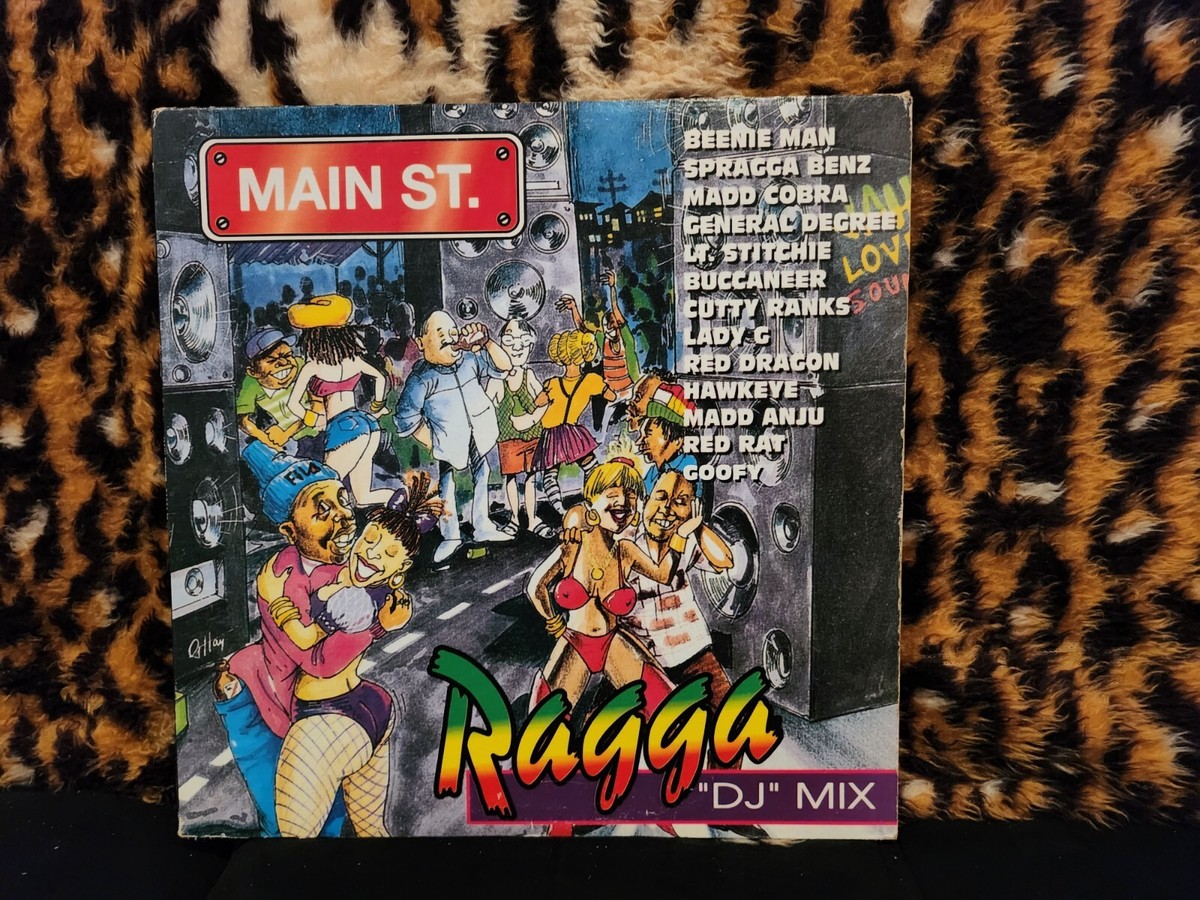 MAIN ST.
BEENIE MAN
SPRAGGA BENZ
MADD COBRA
GENERAL DEGREE
LT. STITCHIE
BUCCANEER
CUTTY RANKS
LADY G
RED DRAGON
HAWKEYE
MADD ANJU
RED RAT
GOOFY
LOVE
FILA
Ragga
"DJ" MIX